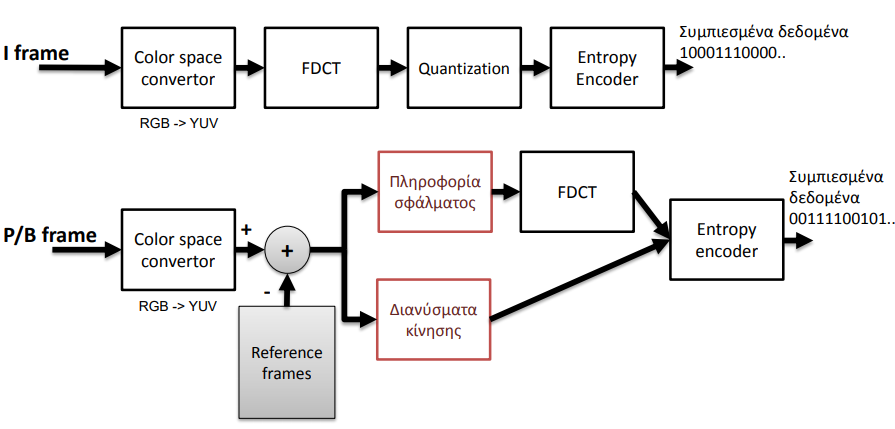 I frame
Color space
convertor
RGB -> YUV
FDCT
Quantization
Entropy
Encoder
Συμπιεσμένα δεδομένα
10001110000..
P/B frame
Color space
convertor
RGB -> YUV
+
+
-
Reference
frames
Πληροφορία
σφάλματος
FDCT
Διανύσματα
κίνησης
Entropy
encoder
Συμπιεσμένα
δεδομένα
00111100101..